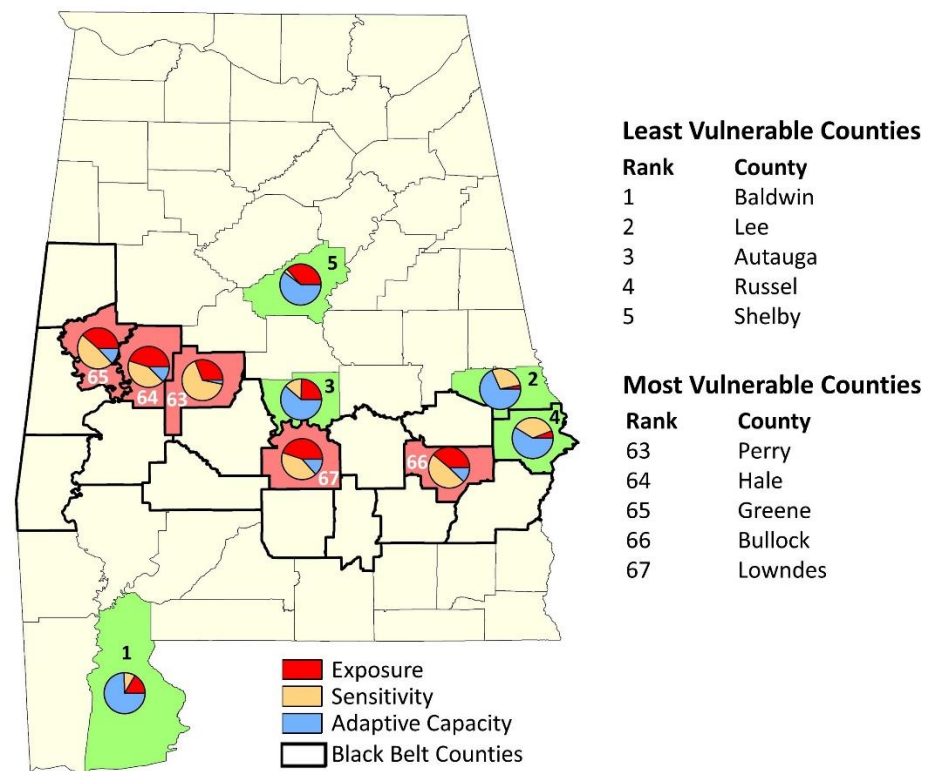 5
2
65
64
63
3
4
66
67
1
Exposure
Sensitivity
Adaptive Capacity
Black Belt Counties
Least Vulnerable Counties
Rank County
1 Baldwin
2 Lee
3 Autauga
4 Russel
5 Shelby
Most Vulnerable Counties
Rank County
63 Perry
64 Hale
65 Greene
66 Bullock
67 Lowndes